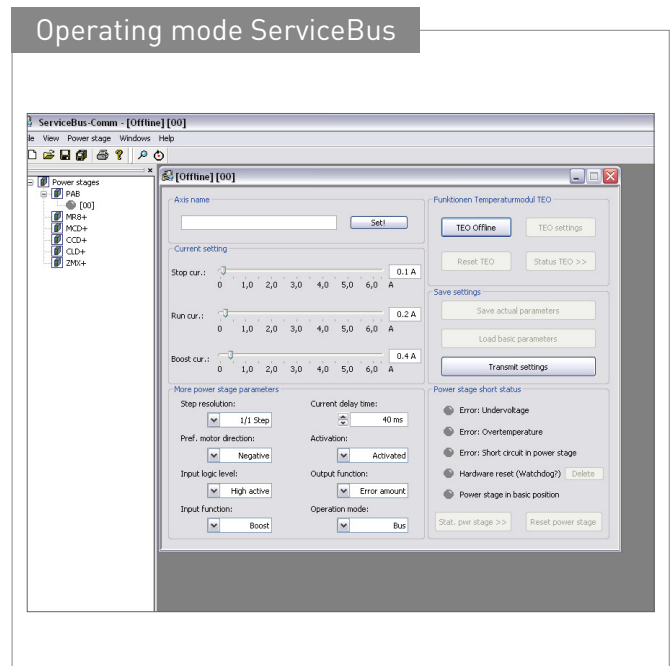 Operating mode ServiceBus
ServiceBus-Comm - [Offline] [00]
le View Power stage Windows Help
Power stages
PAB
[00]
MR8+
MCD+
CCD+
CLD+
ZMX+
[Offline] [00]
Axis name
Set!
Current setting
Stop cur.: 0.1 A
0 1,0 2,0 3,0 4,0 5,0 6,0 A
Run cur.: 0.2 A
0 1,0 2,0 3,0 4,0 5,0 6,0 A
Boost cur.: 0.4 A
0 1,0 2,0 3,0 4,0 5,0 6,0 A
More power stage parameters
Step resolution: Current delay time:
1/1 Step 40 ms
Pref. motor direction: Activation:
Negative Activated
Input logic level: Output function:
High active Error amount
Input function: Operation mode:
Boost Bus
Funktionen Temperaturmodul TEO
TEO Offline TEO settings
Reset TEO Status TEO >>
Save settings
Save actual parameters
Load basic parameters
Transmit settings
Power stage short status
Error: Undervoltage
Error: Overtemperature
Error: Short circuit in power stage
Hardware reset (Watchdog?) Delete
Power stage in basic position
Stat. pwr stage >> Reset power stage